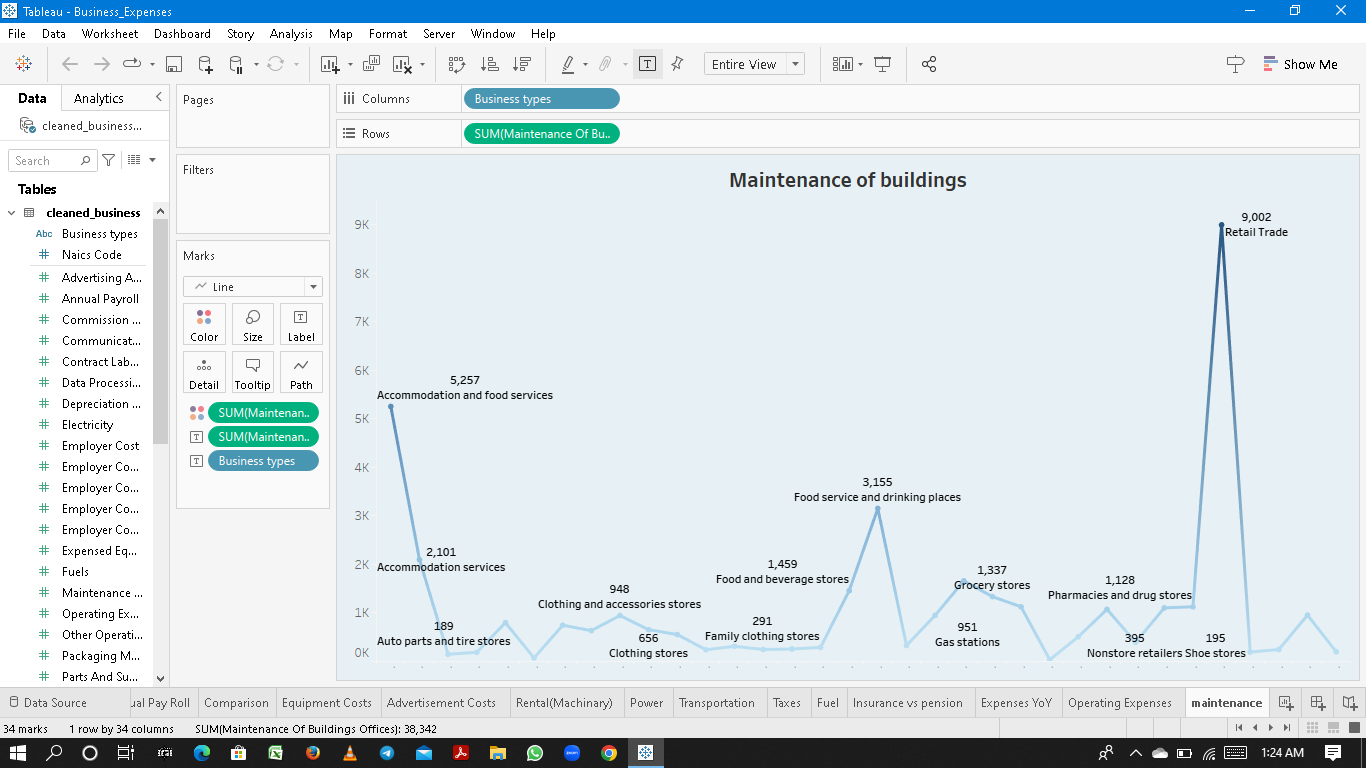 Tableau - Business_Expenses
File Data Worksheet Dashboard Story Analysis Map Format Server Window Help
Entire View
Show Me
Data Analytics
cleaned_business...
Search
Tables
cleaned_business
Abc Business types
# Naics Code
# Advertising A...
# Annual Payroll
# Commission ...
# Communicat...
# Contract Lab...
# Data Processi...
# Depreciation ...
# Electricity
# Employer Cost
# Employer Co...
# Employer Co...
# Employer Co...
# Employer Co...
# Expensed Eq...
# Fuels
# Maintenance ...
# Operating Ex...
# Other Operati...
# Packaging M...
# Parts And Su...
Pages
Filters
Marks
Line
Color Size Label
Detail Tooltip Path
SUM(Maintenan..
SUM(Maintenan..
Business types
Columns Business types
Rows SUM(Maintenance Of Bu..
Maintenance of buildings
9K
8K
7K
6K
5K
4K
3K
2K
1K
0K
5,257
Accommodation and food services
2,101
Accommodation services
189
Auto parts and tire stores
948
Clothing and accessories stores
656
Clothing stores
291
Family clothing stores
1,459
Food and beverage stores
3,155
Food service and drinking places
951
Gas stations
1,337
Grocery stores
395
Nonstore retailers
1,128
Pharmacies and drug stores
9,002
Retail Trade
195
Shoe stores
Data Source ual Pay Roll Comparison Equipment Costs Advertisement Costs Rental(Machinary) Power Transportation Taxes Fuel Insurance vs pension Expenses YoY Operating Expenses maintenance
34 marks 1 row by 34 columns SUM(Maintenance Of Buildings Offices): 38,342
1:24 AM